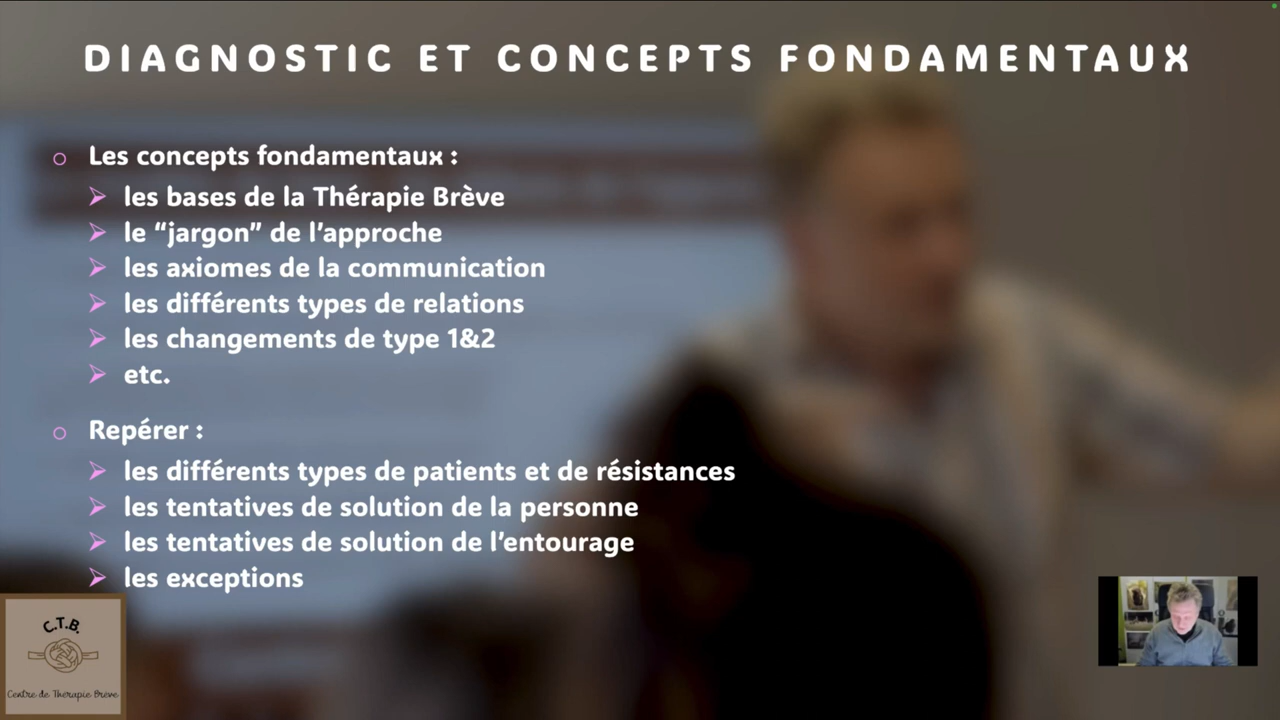 DIAGNOSTIC ET CONCEPTS FONDAMENTAUX
Les concepts fondamentaux :
les bases de la Thérapie Brève
le “jargon” de l’approche
les axiomes de la communication
les différents types de relations
les changements de type 1&2
etc.
Repérer :
les différents types de patients et de résistances
les tentatives de solution de la personne
les tentatives de solution de l’entourage
les exceptions
C.T.B.
Centre de Thérapie Brève